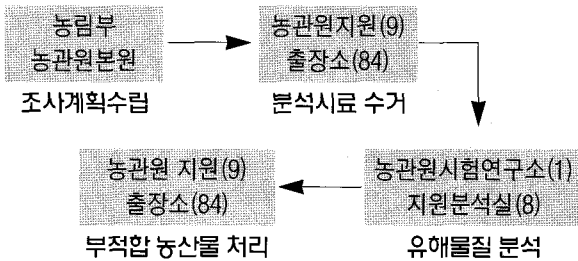 농림부
농관원본원
조사계획수립
농관원지원(9)
출장소(84)
분석시료 수거
농관원시험연구소(1)
지원분석실(8)
유해물질 분석
농관원 지원(9)
출장소(84)
부적합 농산물 처리